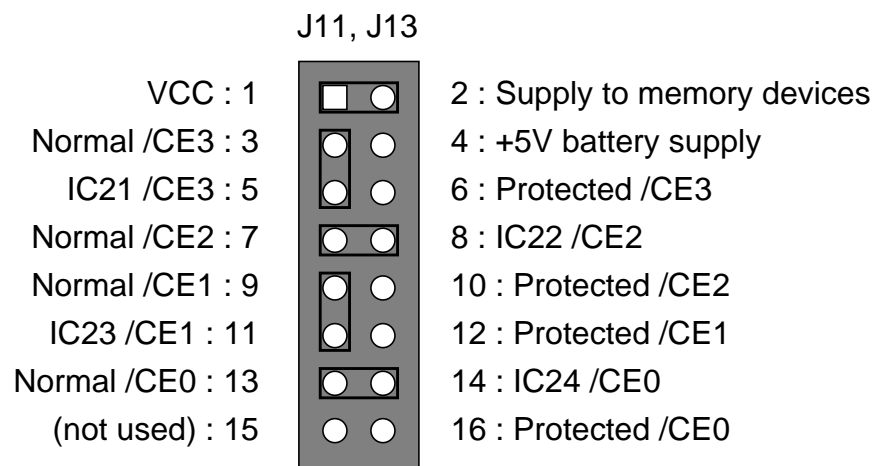 J11, J13
VCC : 1 2 : Supply to memory devices
Normal /CE3 : 3 4 : +5V battery supply
IC21 /CE3 : 5 6 : Protected /CE3
Normal /CE2 : 7 8 : IC22 /CE2
Normal /CE1 : 9 10 : Protected /CE2
IC23 /CE1 : 11 12 : Protected /CE1
Normal /CE0 : 13 14 : IC24 /CE0
(not used) : 15 16 : Protected /CE0